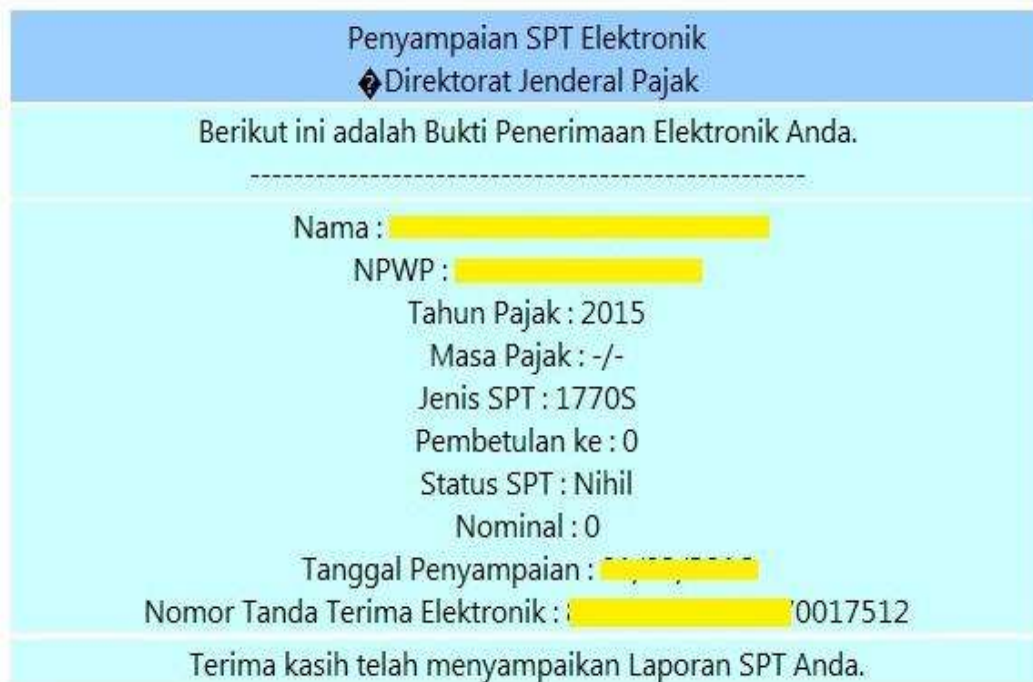 Penyampaian SPT Elektronik
�Direktorat Jenderal Pajak
Berikut ini adalah Bukti Penerimaan Elektronik Anda.
--------------------------------------------------
Nama :
NPWP :
Tahun Pajak : 2015
Masa Pajak : -/-
Jenis SPT : 1770S
Pembetulan ke : 0
Status SPT : Nihil
Nominal : 0
Tanggal Penyampaian :
Nomor Tanda Terima Elektronik : 0017512
Terima kasih telah menyampaikan Laporan SPT Anda.